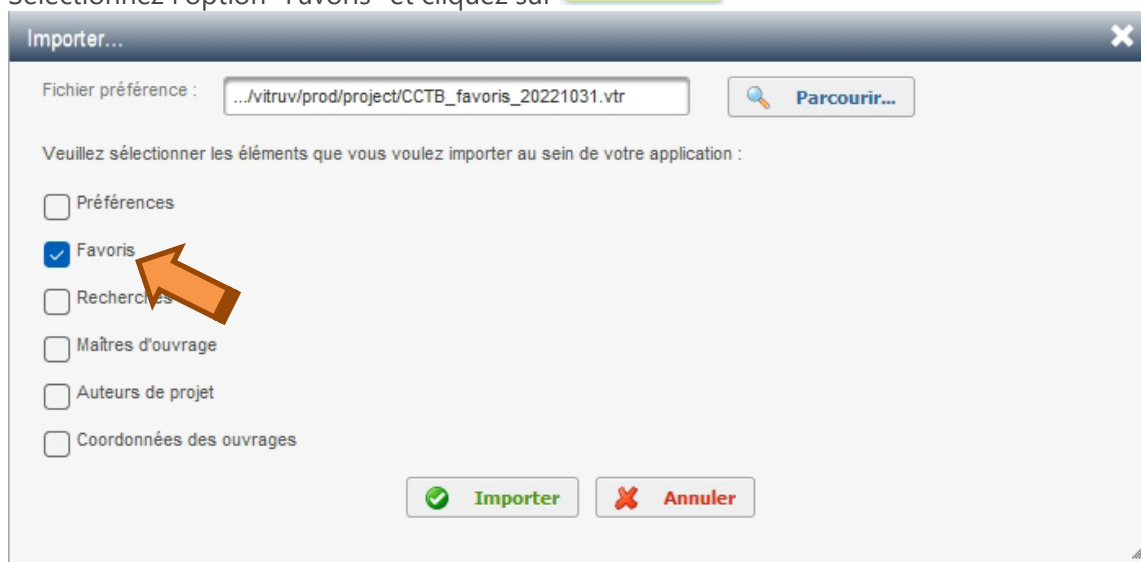 Sélectionnez l'option "Favoris" et cliquez sur
Importer...
Fichier préférence : .../vitruv/prod/project/CCTB_favoris_20221031.vtr Parcourir...
Veuillez sélectionner les éléments que vous voulez importer au sein de votre application :
Préférences
Favoris
Recherches
Maîtres d'ouvrage
Auteurs de projet
Coordonnées des ouvrages
Importer Annuler